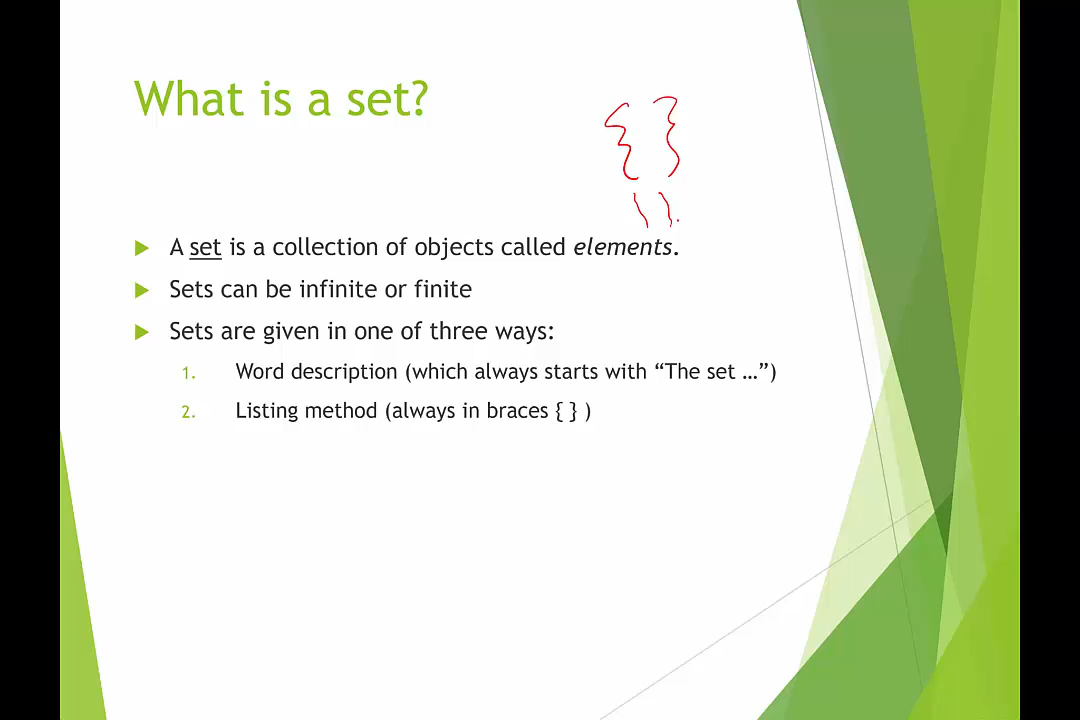 What is a set?
{ }
A set is a collection of objects called elements.
Sets can be infinite or finite
Sets are given in one of three ways:
1. Word description (which always starts with “The set …”)
2. Listing method (always in braces { } )